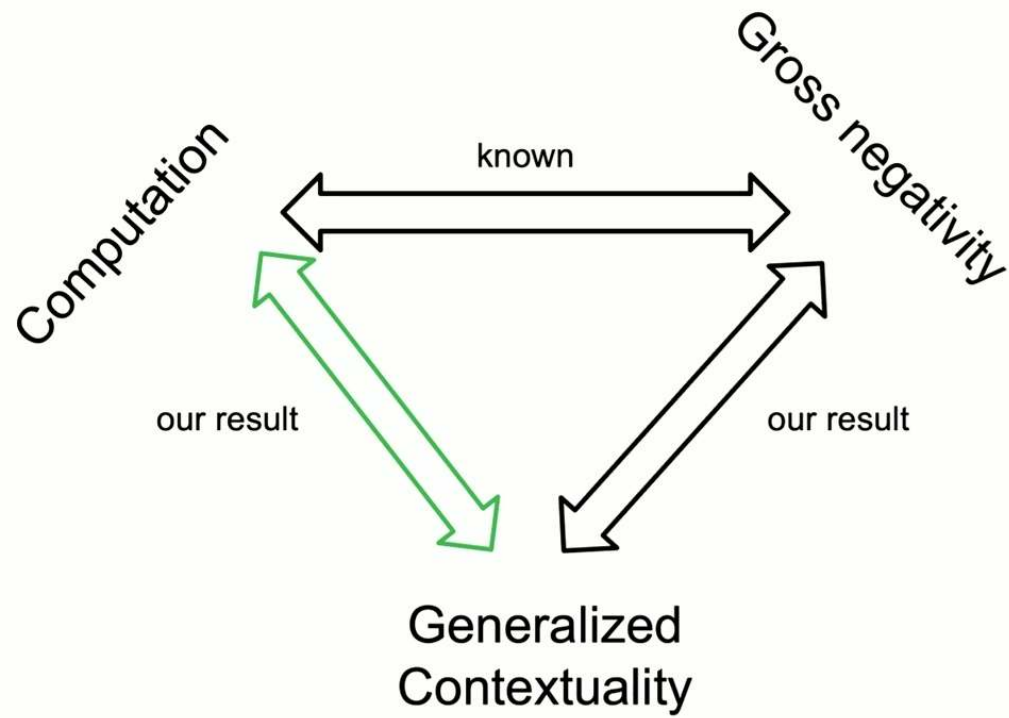 Computation
known
Gross negativity
our result
our result
Generalized
Contextuality